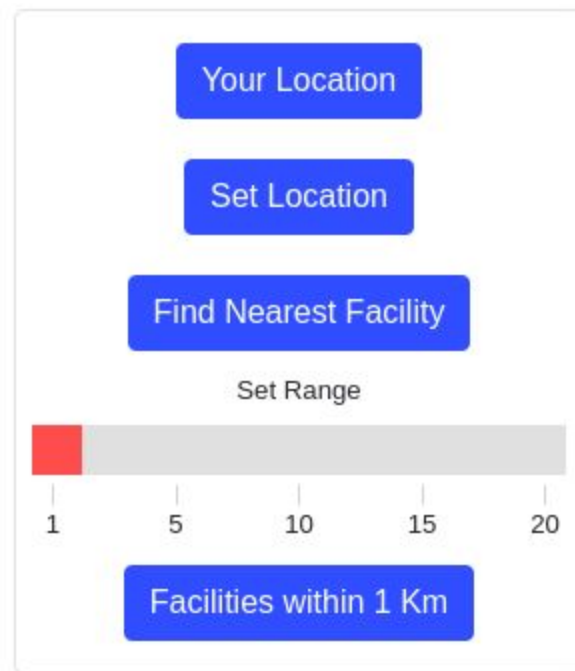 Your Location
Set Location
Find Nearest Facility
Set Range
1 5 10 15 20
Facilities within 1 Km